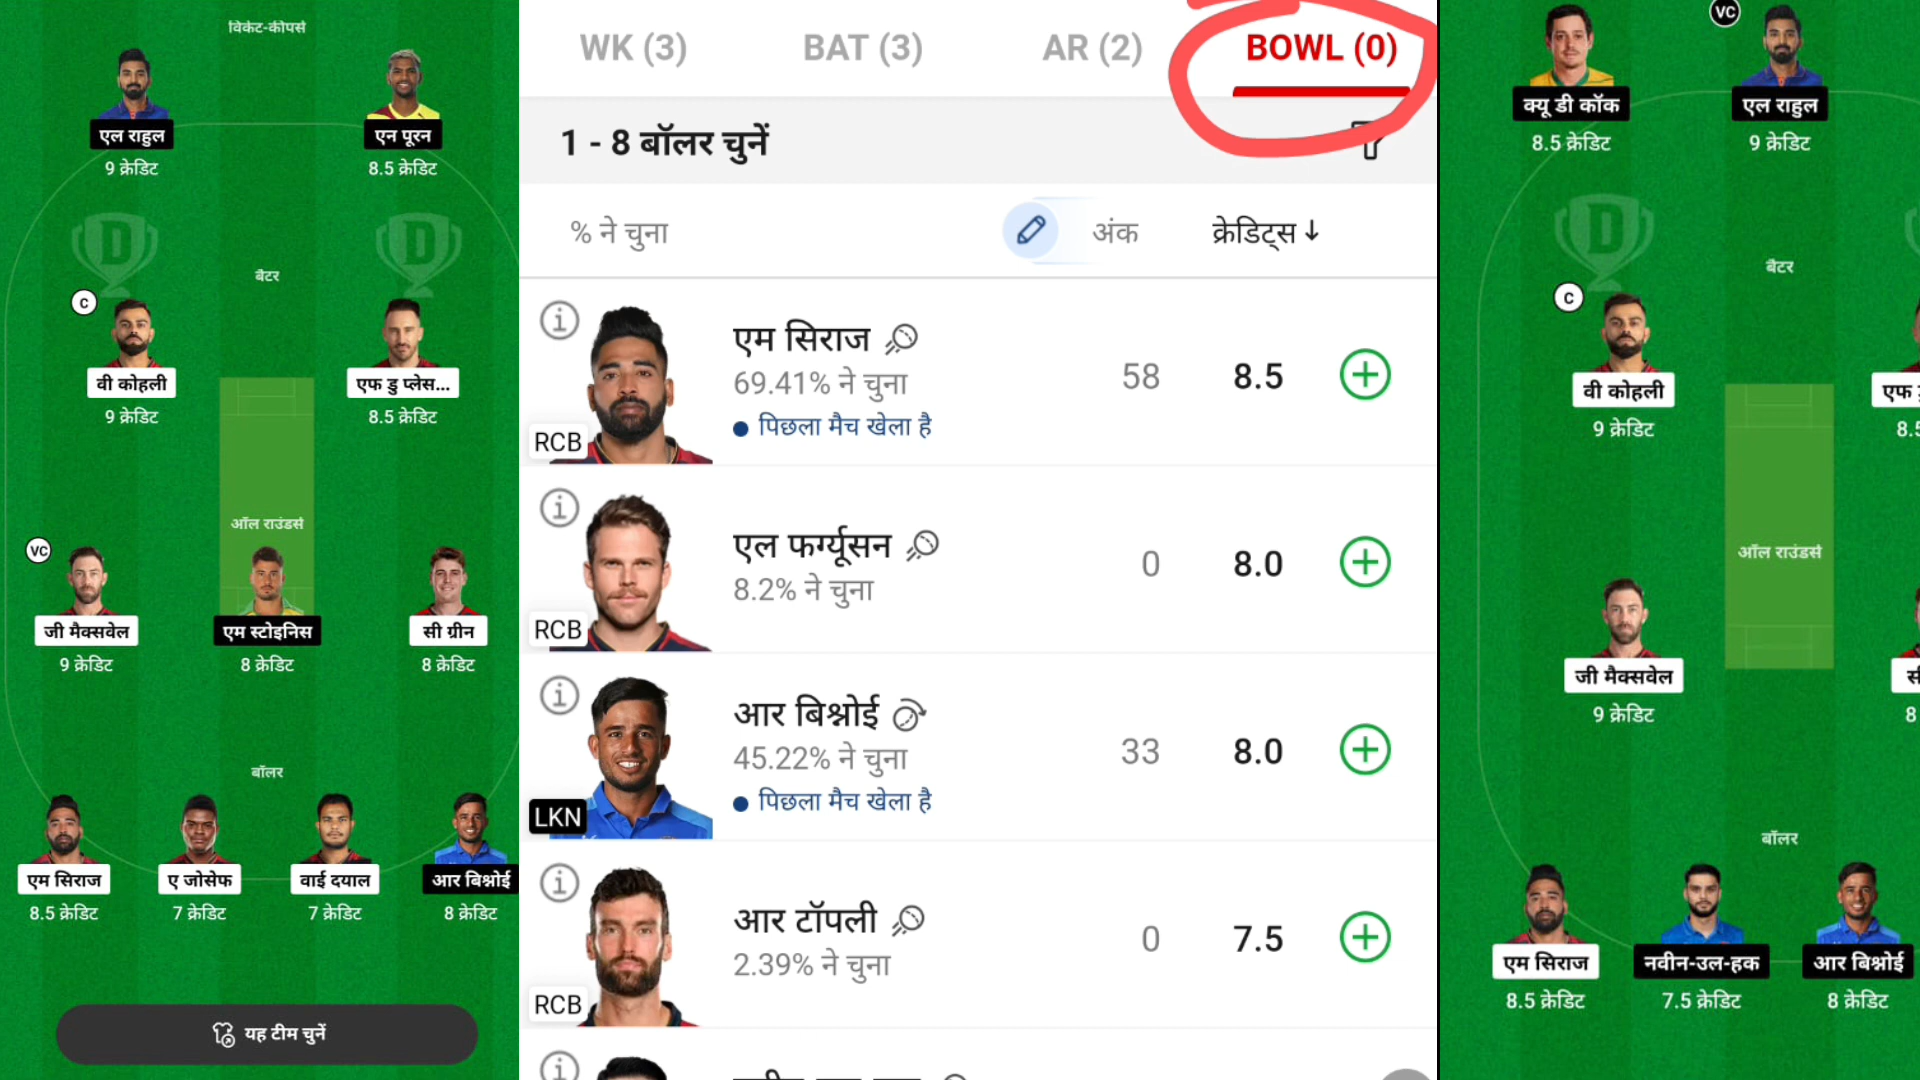 विकेट-कीपर्स
एल राहुल
एन पूरन
9 क्रेडिट
8.5 क्रेडिट
D
D
बैटर
C
वी कोहली
एफ डु प्लेस...
9 क्रेडिट
8.5 क्रेडिट
ऑल राउंडर्स
VC
जी मैक्सवेल
एम स्टोइनिस
सी ग्रीन
9 क्रेडिट
8 क्रेडिट
8 क्रेडिट
बॉलर
एम सिराज
ए जोसेफ
वाई दयाल
आर बिश्नोई
8.5 क्रेडिट
7 क्रेडिट
7 क्रेडिट
8 क्रेडिट
यह टीम चुनें
WK (3)
BAT (3)
AR (2)
BOWL (0)
1 - 8 बॉलर चुनें
% ने चुना
अंक
क्रेडिट्स ↓
एम सिराज
69.41% ने चुना
58
8.5
पिछला मैच खेला है
RCB
एल फर्ग्यूसन
8.2% ने चुना
0
8.0
RCB
आर बिश्नोई
45.22% ने चुना
33
8.0
पिछला मैच खेला है
LKN
आर टॉपली
2.39% ने चुना
0
7.5
RCB
VC
क्यू डी कॉक
एल राहुल
8.5 क्रेडिट
9 क्रेडिट
D
बैटर
C
वी कोहली
एफ
9 क्रेडिट
8.5
ऑल राउंडर्स
जी मैक्सवेल
9 क्रेडिट
8
बॉलर
एम सिराज
नवीन-उल-हक
आर बिश्नोई
8.5 क्रेडिट
7.5 क्रेडिट
8 क्रेडिट